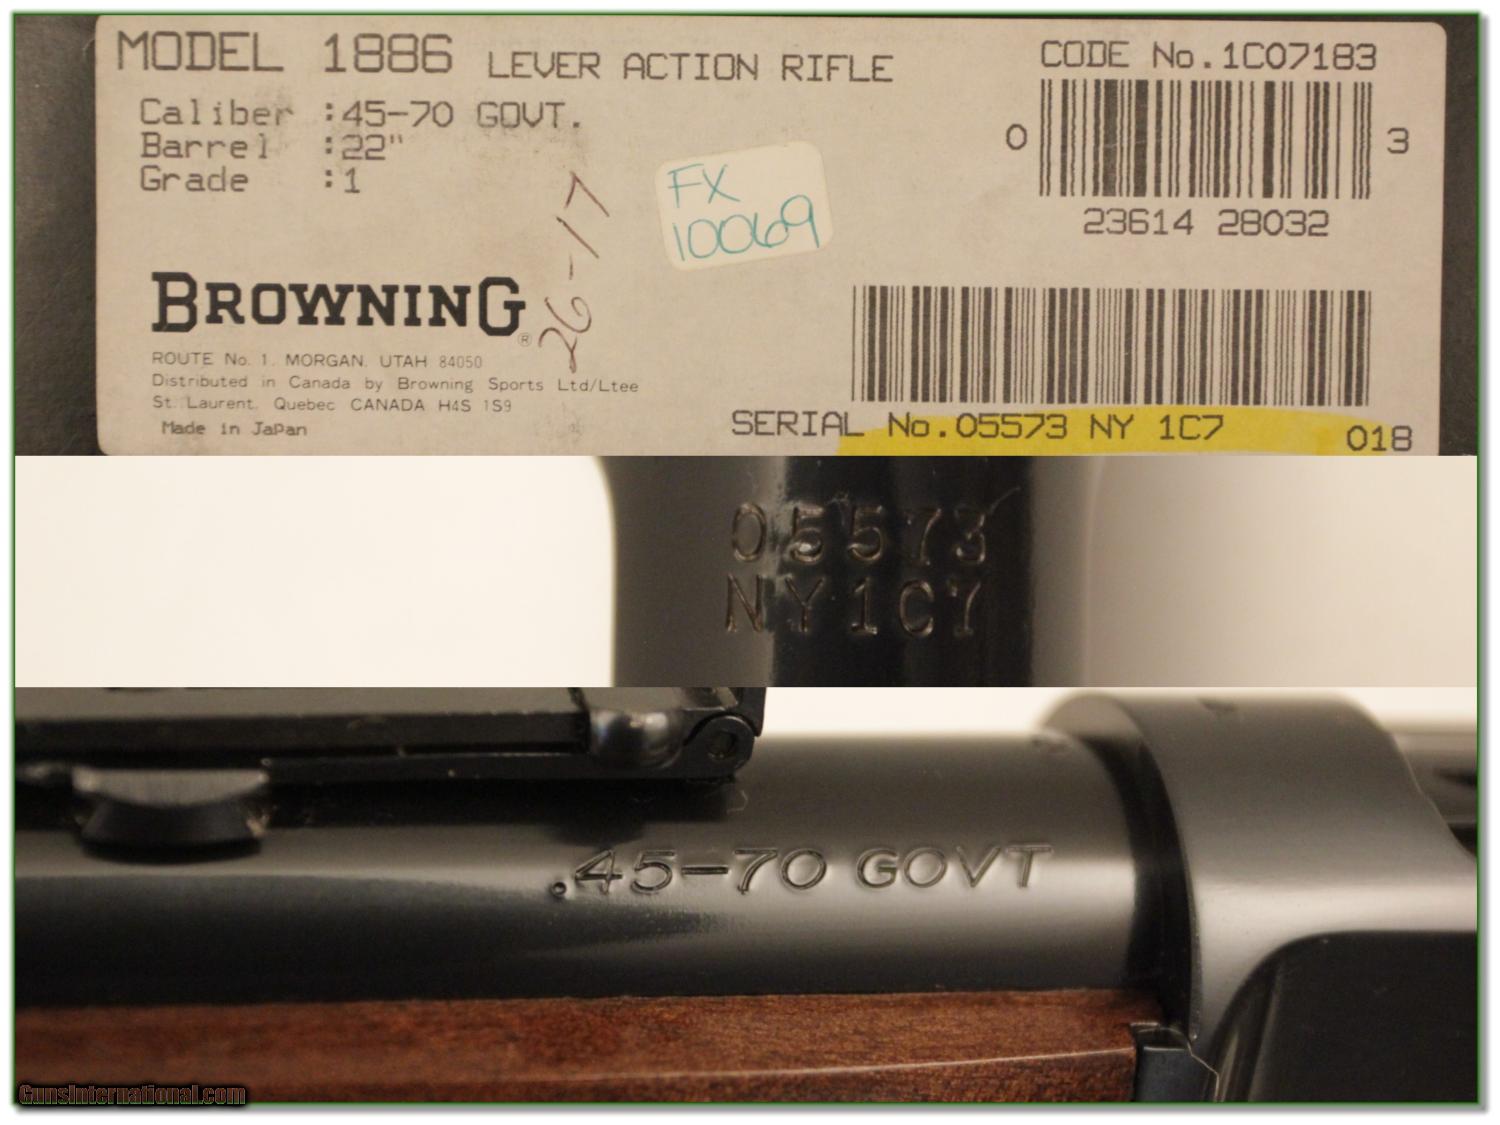 MODEL 1886 LEVER ACTION RIFLE
CODE No.1C07183
Caliber :45-70 GOVT.
Barrel :22"
Grade :1
0 3
23614 28032
FX
10069
26-17
BROWNING®
ROUTE No. 1, MORGAN, UTAH 84050
Distributed in Canada by Browning Sports Ltd/Ltee
St. Laurent, Quebec CANADA H4S 1S9
Made in JaPan
SERIAL No.05573 NY 1C7
018
05573
NY1C7
.45-70 GOVT
GunsInternational.com